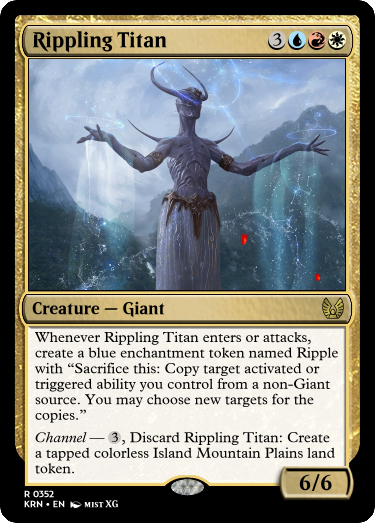 Rippling Titan 3
Creature — Giant
Whenever Rippling Titan enters or attacks,
create a blue enchantment token named Ripple
with “Sacrifice this: Copy target activated or
triggered ability you control from a non-Giant
source. You may choose new targets for the
copies.”
Channel — 3, Discard Rippling Titan: Create
a tapped colorless Island Mountain Plains land
token.
6/6
R 0352
KRN • EN MIST XG